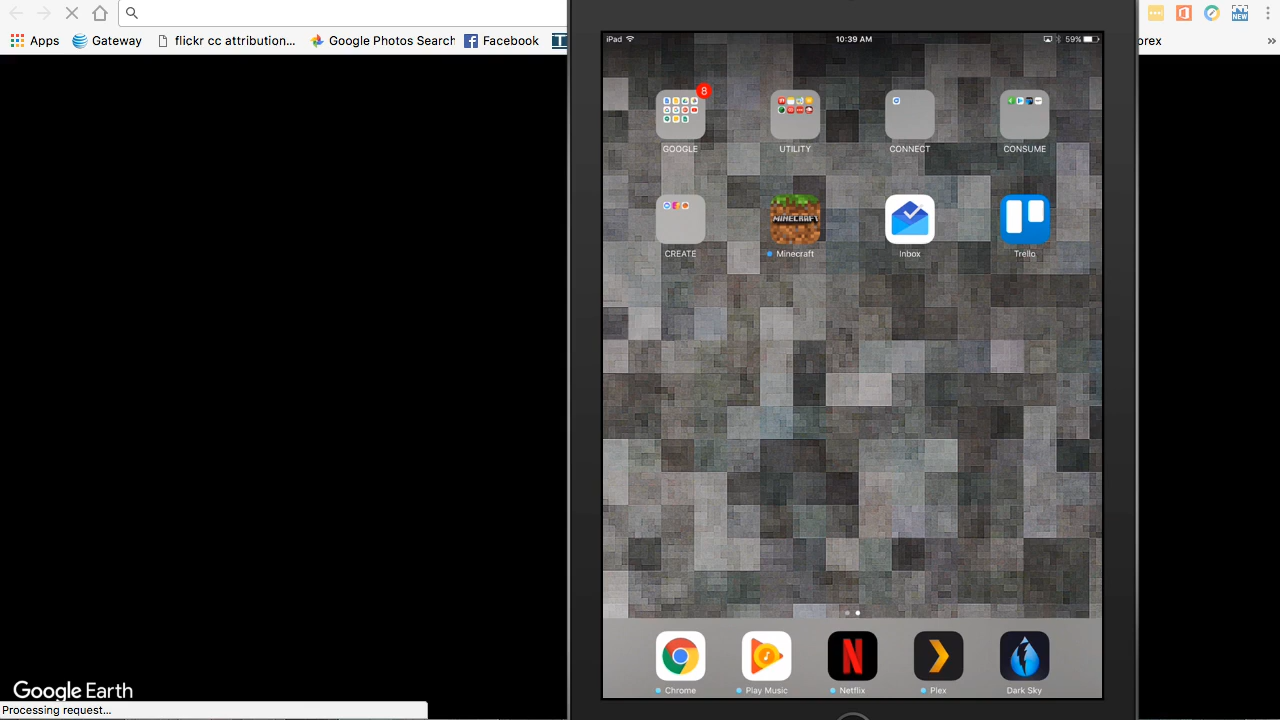 Apps Gateway flickr cc attribution... Google Photos Search Facebook orex »
iPad 10:39 AM 59%
8
GOOGLE UTILITY CONNECT CONSUME
MINECRAFT
CREATE Minecraft Inbox Trello
Chrome Play Music Netflix Plex Dark Sky
Google Earth
Processing request...
NEW